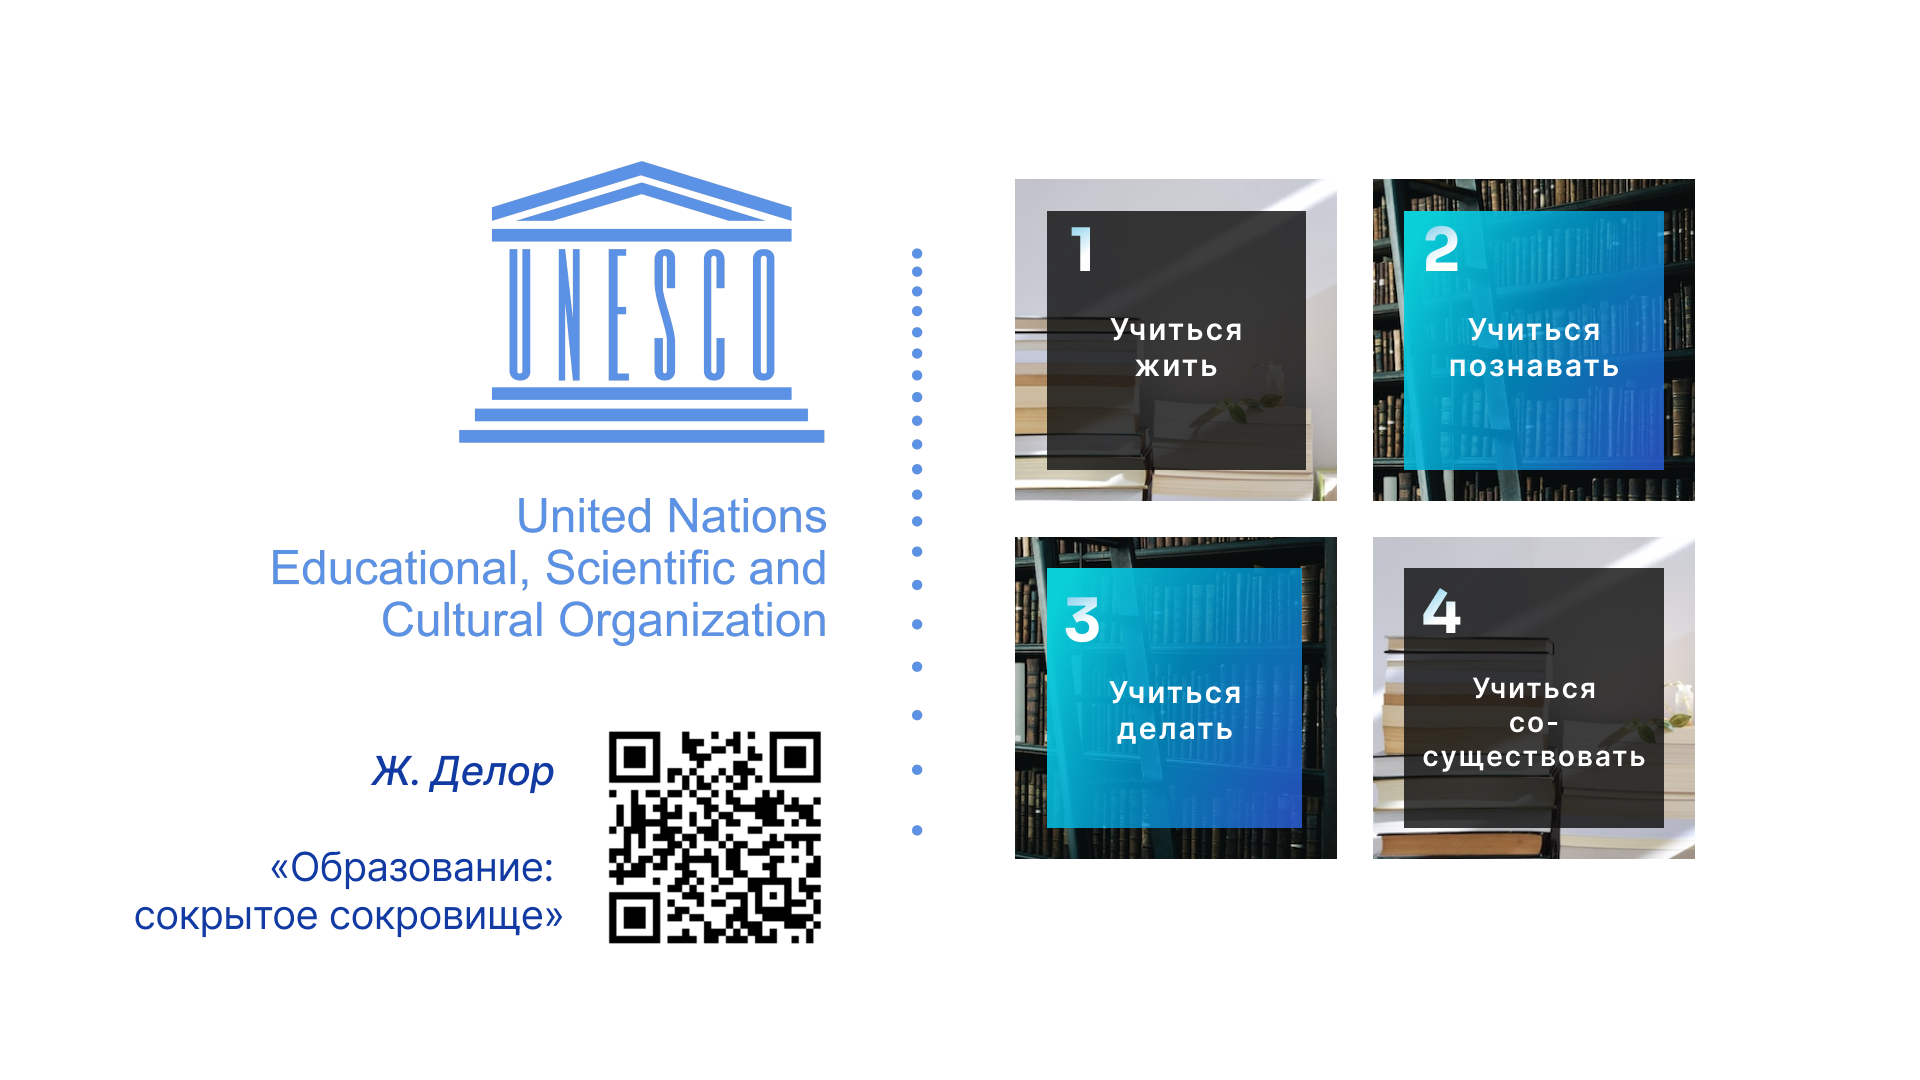 UNESCO
United Nations
Educational, Scientific and
Cultural Organization
Ж. Делор
«Образование:
сокрытое сокровище»
1
Учиться
жить
2
Учиться
познавать
3
Учиться
делать
4
Учиться
со-
существовать